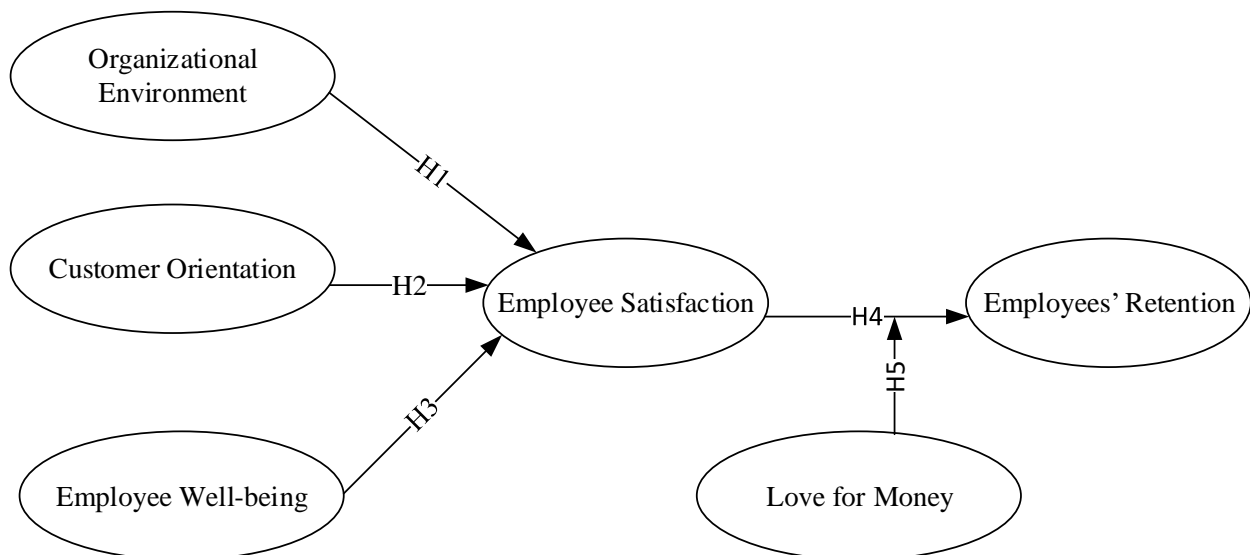 Organizational
Environment
H1
Customer Orientation
H2
Employee Satisfaction
H4
Employees’ Retention
H5
H3
Employee Well-being
Love for Money